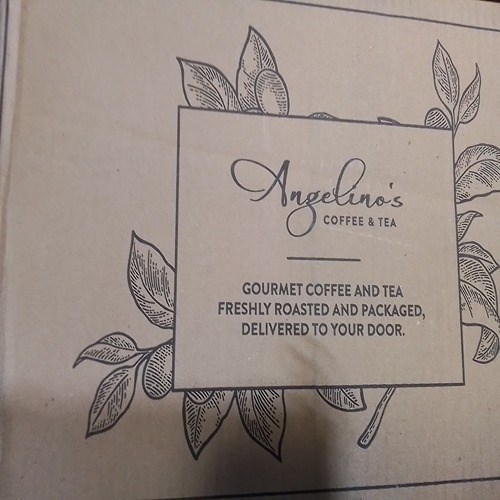 Angelino's
COFFEE & TEA
GOURMET COFFEE AND TEA
FRESHLY ROASTED AND PACKAGED,
DELIVERED TO YOUR DOOR.